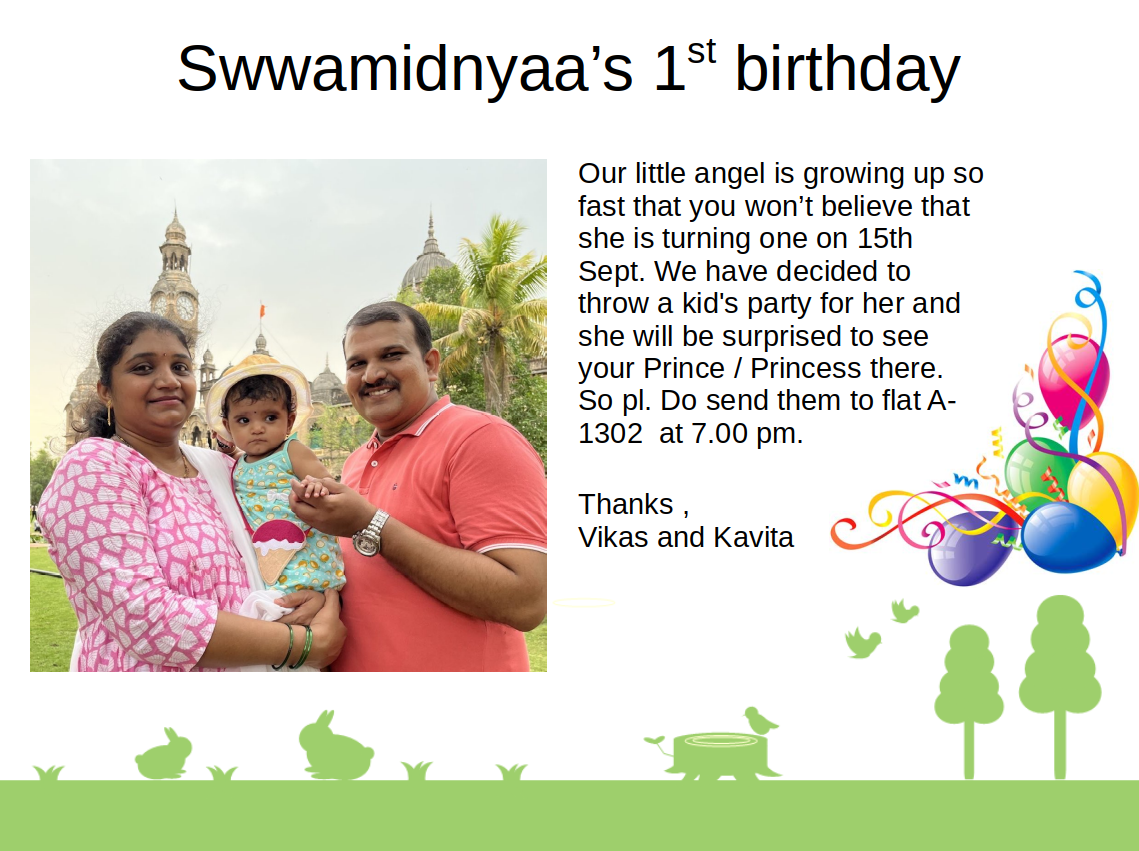 Swwamidnyaa’s 1st birthday
Our little angel is growing up so
fast that you won’t believe that
she is turning one on 15th
Sept. We have decided to
throw a kid's party for her and
she will be surprised to see
your Prince / Princess there.
So pl. Do send them to flat A-
1302  at 7.00 pm.
Thanks ,
Vikas and Kavita